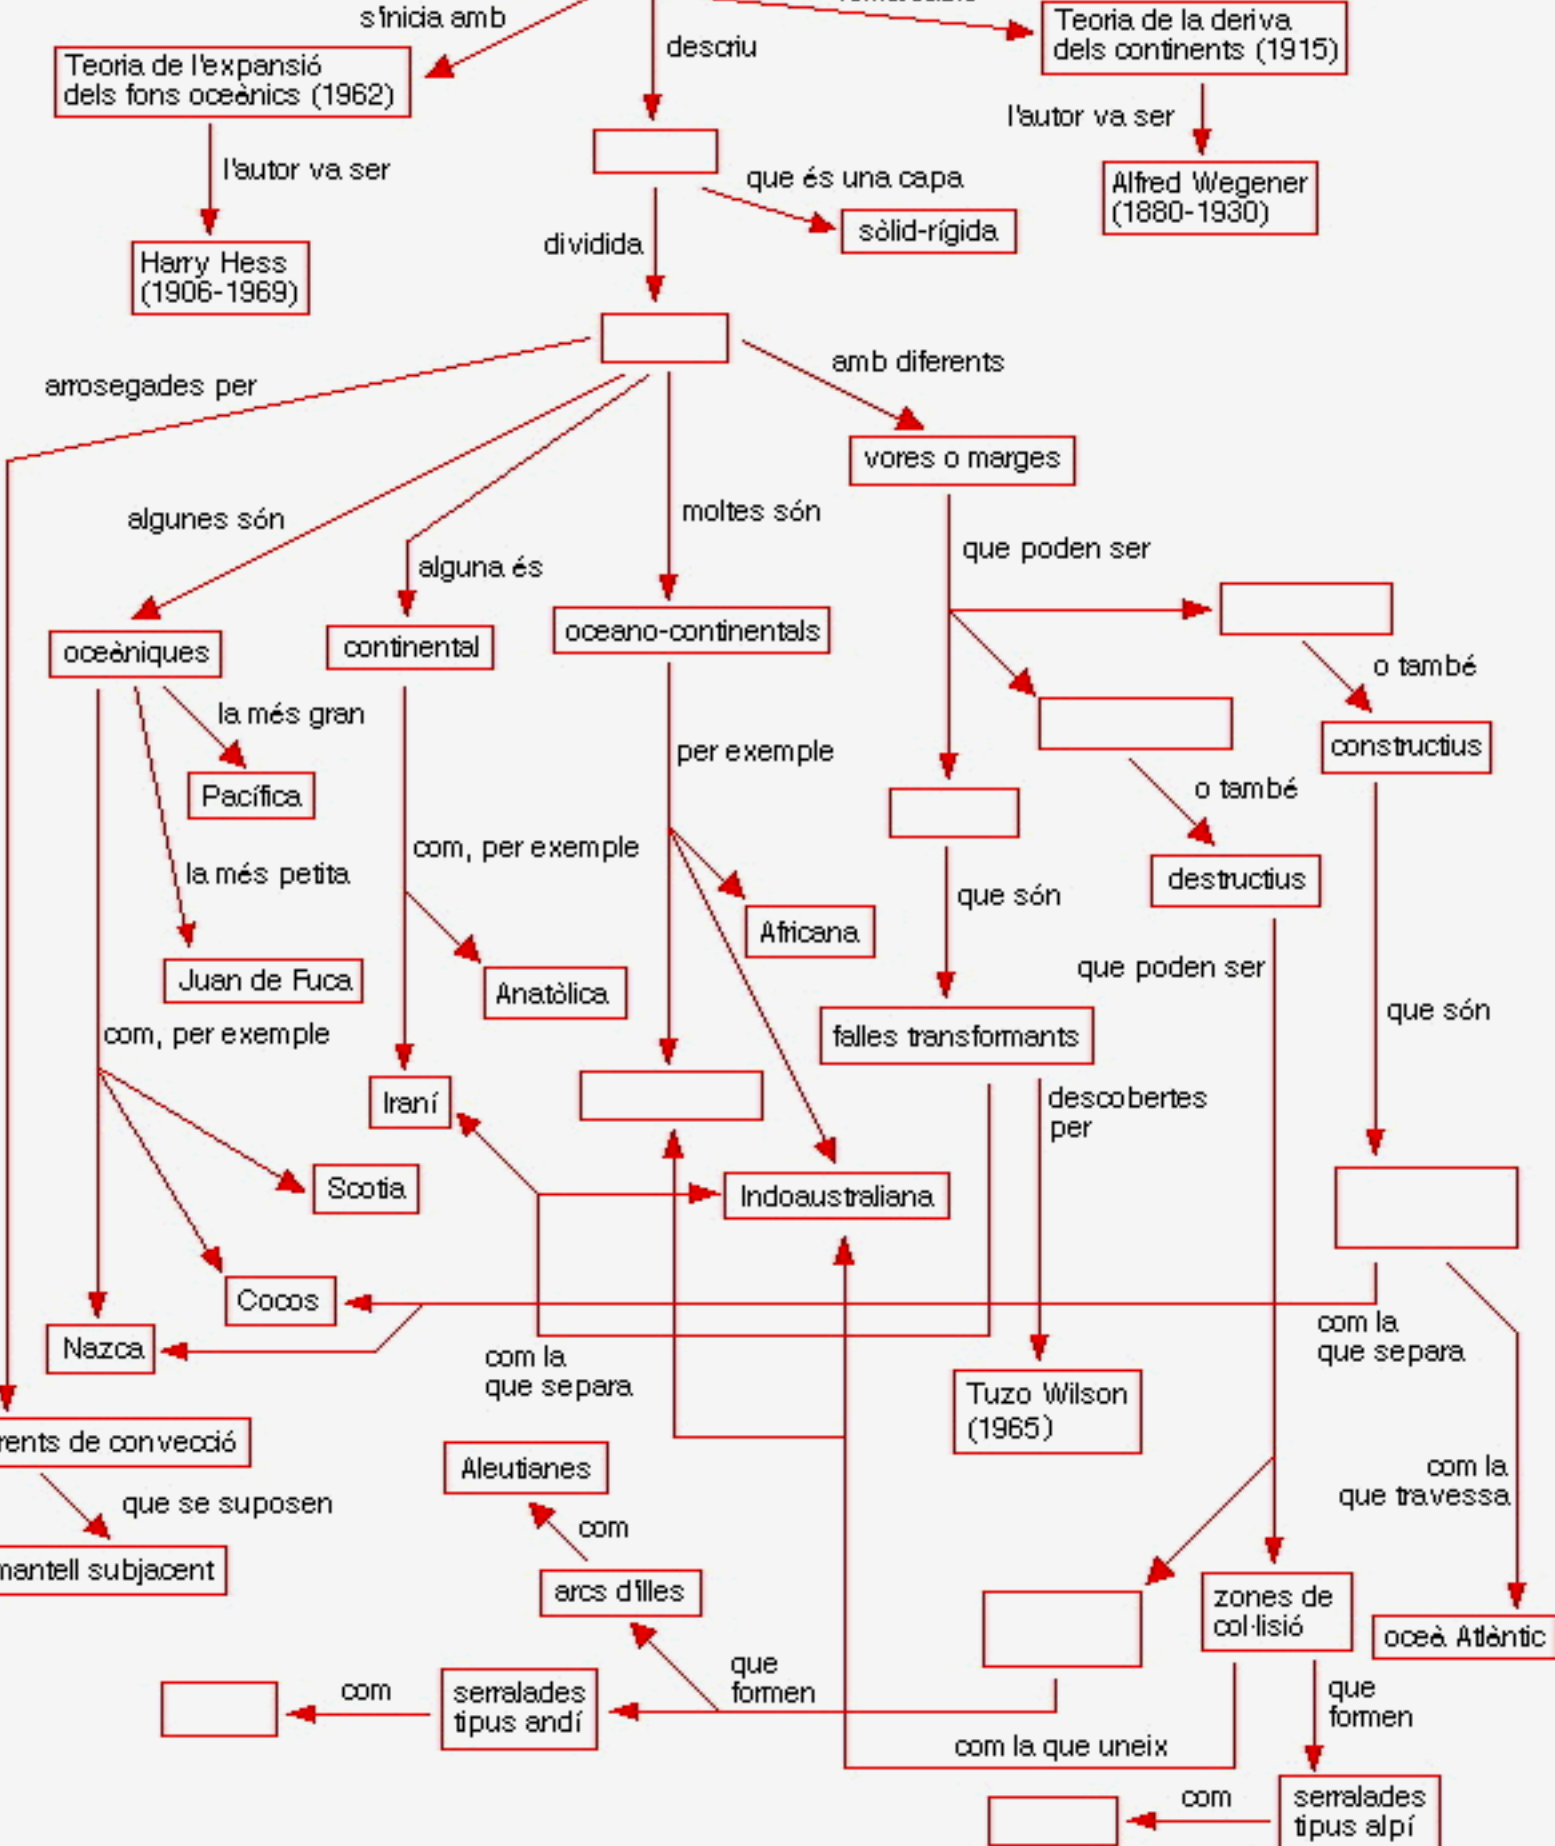 s'inicia amb
descriu
Teoria de la deriva
dels continents (1915)
Teoria de l'expansió
dels fons oceànics (1962)
l'autor va ser
l'autor va ser
que és una capa
Alfred Wegener
(1880-1930)
sòlid-rígida
dividida
Harry Hess
(1906-1969)
amb diferents
arrosegades per
vores o marges
algunes són
moltes són
que poden ser
alguna és
oceàniques
continental
oceano-continentals
o també
la més gran
constructius
per exemple
Pacífica
o també
com, per exemple
la més petita
destructius
que són
Africana
que poden ser
Juan de Fuca
Anatòlica
que són
com, per exemple
falles transformants
Iraní
descobertes
per
Scotia
Indoaustraliana
Cocos
com la
que separa
Nazca
com la
que separa
Tuzo Wilson
(1965)
rents de convecció
Aleutianes
com la
que travessa
que se suposen
com
mantell subjacent
arcs d'illes
zones de
col·lisió
oceà Atlàntic
que
formen
com
serralades
tipus andí
que
formen
com la que uneix
com
serralades
tipus alpí